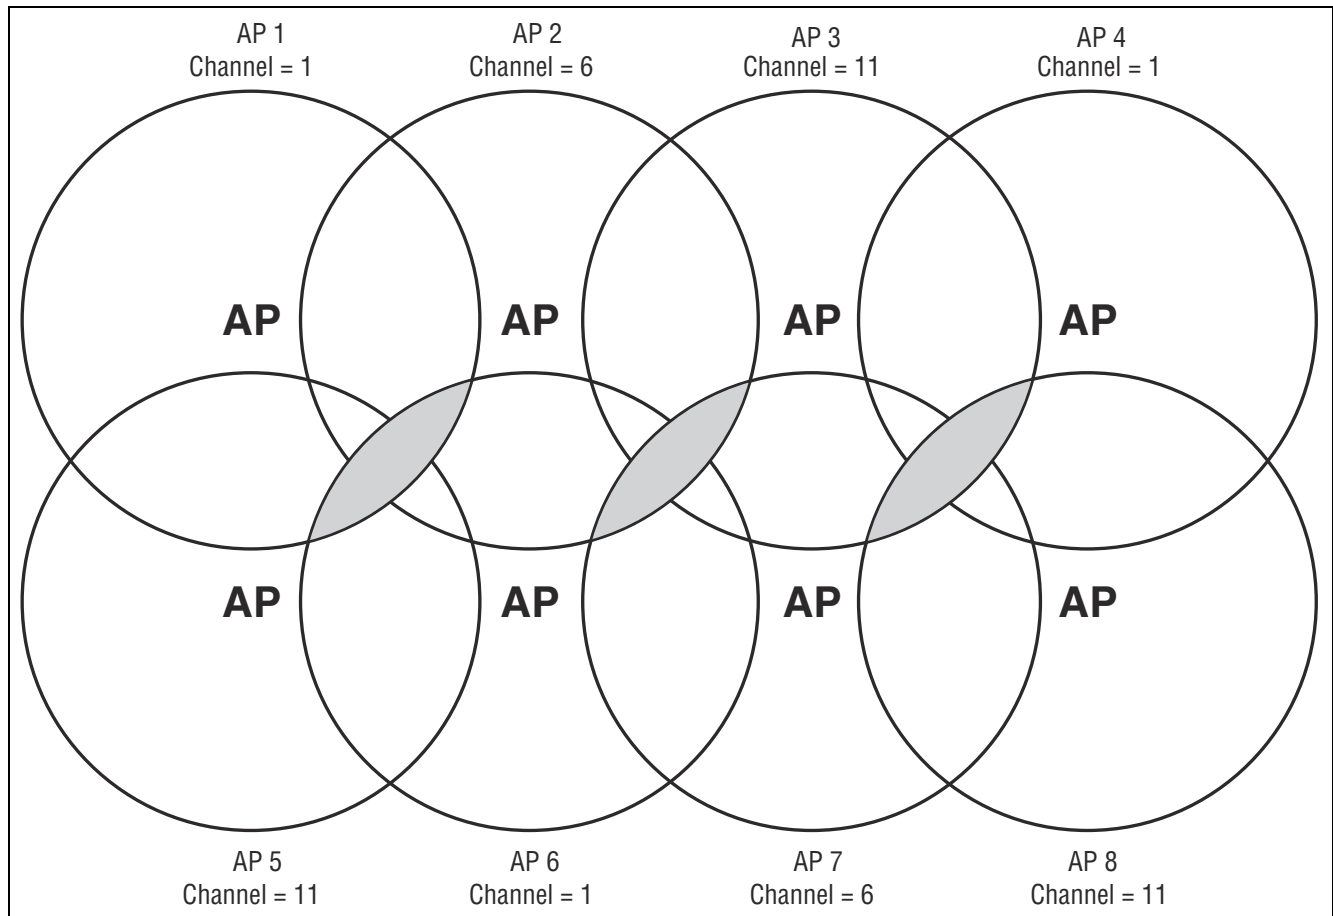 AP 1
Channel = 1
AP 2
Channel = 6
AP 3
Channel = 11
AP 4
Channel = 1
AP
AP
AP
AP
AP
AP
AP
AP
AP 5
Channel = 11
AP 6
Channel = 1
AP 7
Channel = 6
AP 8
Channel = 11